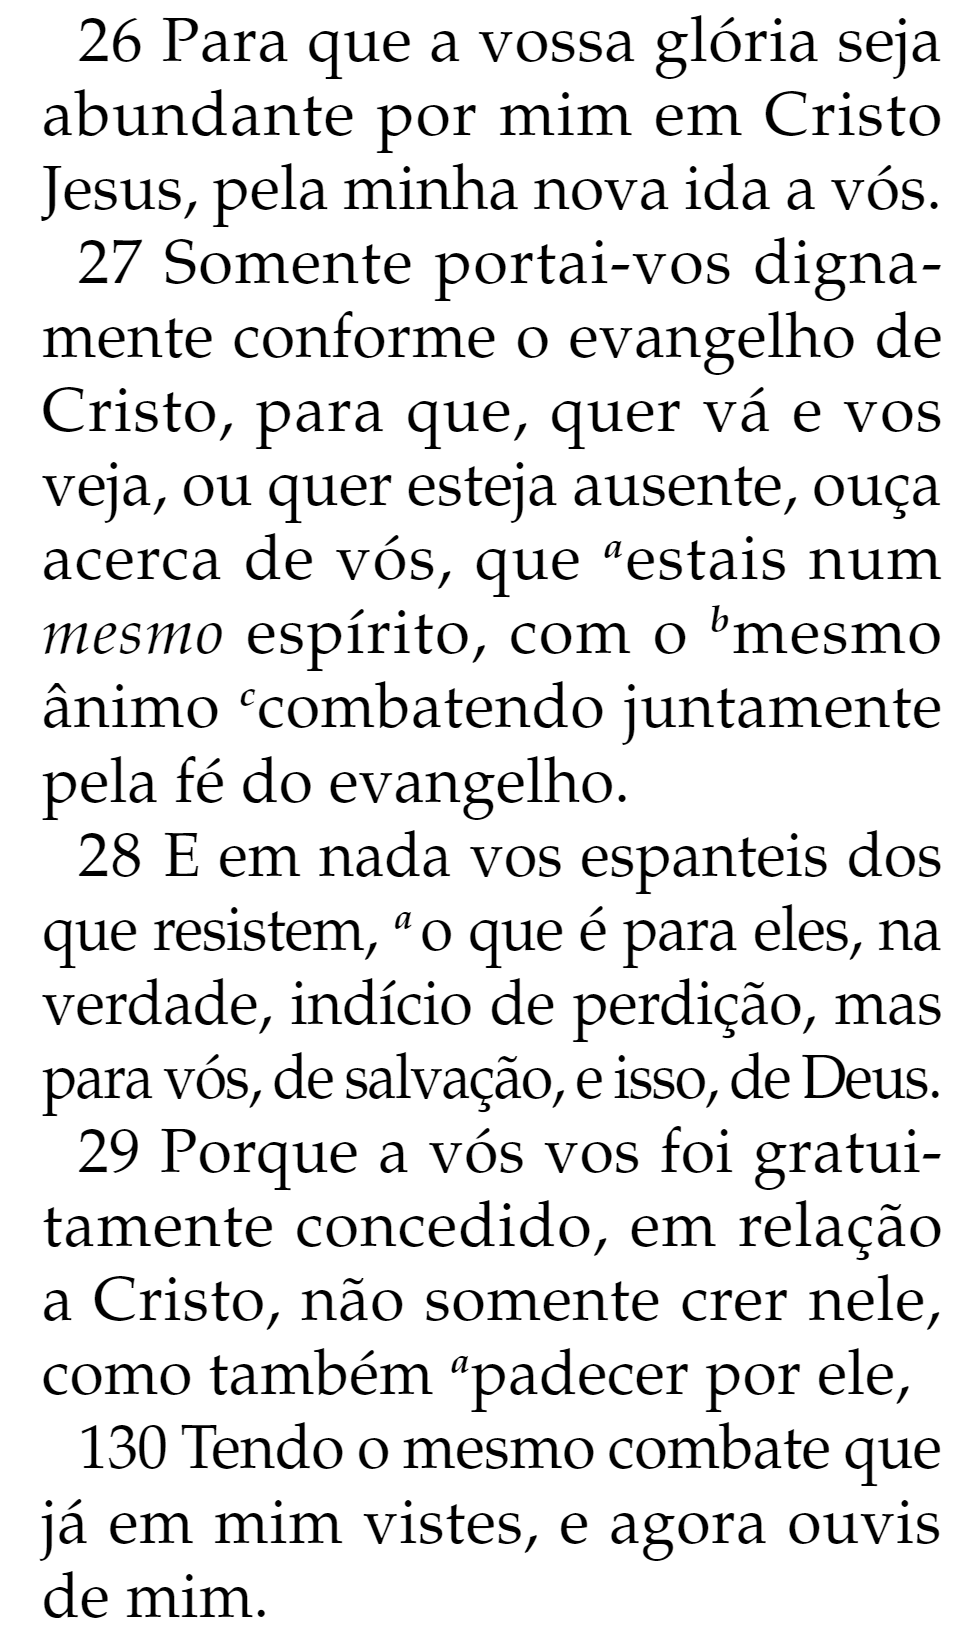 26 Para que a vossa glória seja
abundante por mim em Cristo
Jesus, pela minha nova ida a vós.
27 Somente portai-vos digna-
mente conforme o evangelho de
Cristo, para que, quer vá e vos
veja, ou quer esteja ausente, ouça
acerca de vós, que aestais num
mesmo espírito, com o bmesmo
ânimo ccombatendo juntamente
pela fé do evangelho.
28 E em nada vos espanteis dos
que resistem, a o que é para eles, na
verdade, indício de perdição, mas
para vós, de salvação, e isso, de Deus.
29 Porque a vós vos foi gratui-
tamente concedido, em relação
a Cristo, não somente crer nele,
como também apadecer por ele,
130 Tendo o mesmo combate que
já em mim vistes, e agora ouvis
de mim.